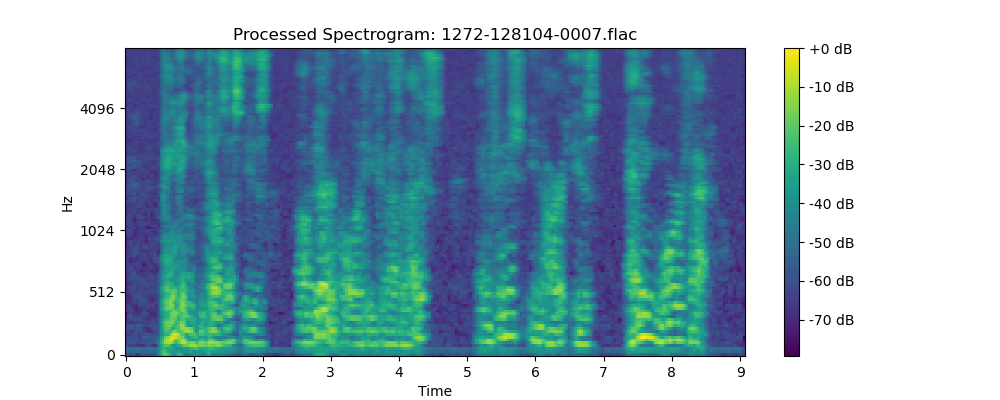 Processed Spectrogram: 1272-128104-0007.flac
+0 dB
-10 dB
-20 dB
-30 dB
-40 dB
-50 dB
-60 dB
-70 dB
4096
2048
1024
512
0
Hz
0 1 2 3 4 5 6 7 8 9
Time